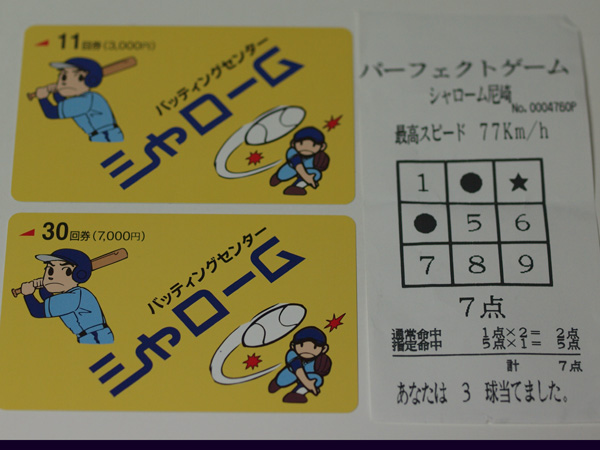 11回券(3,000円)
バッティングセンター
シャローム
30回券(7,000円)
バッティングセンター
シャローム
パーフェクトゲーム
シャローム尼崎
No.0004760P
最高スピード 77Km/h
1 ● ★
● 5 6
7 8 9
7点
通常命中 1点×2= 2点
指定命中 5点×1= 5点
計 7点
あなたは 3 球当てました。